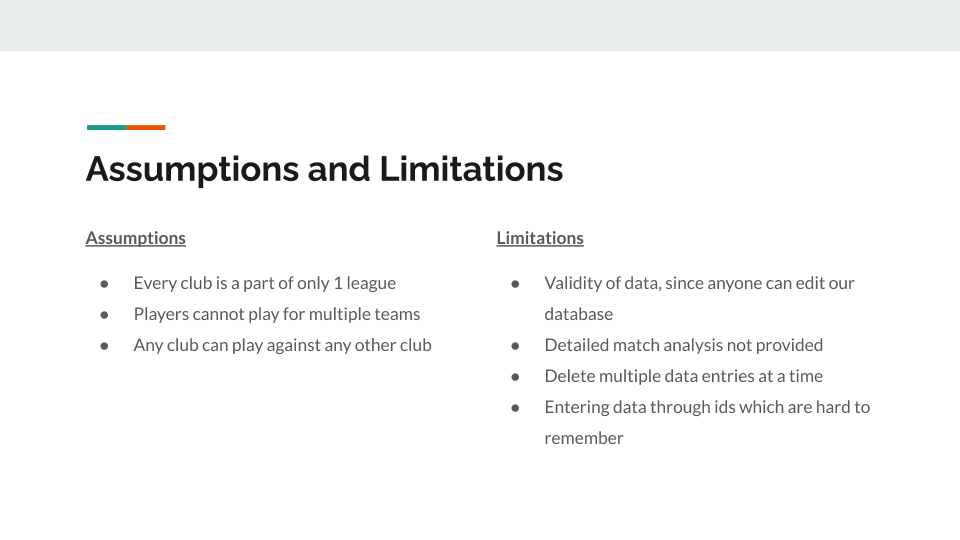 Assumptions and Limitations
Assumptions
● Every club is a part of only 1 league
● Players cannot play for multiple teams
● Any club can play against any other club
Limitations
● Validity of data, since anyone can edit our
database
● Detailed match analysis not provided
● Delete multiple data entries at a time
● Entering data through ids which are hard to
remember